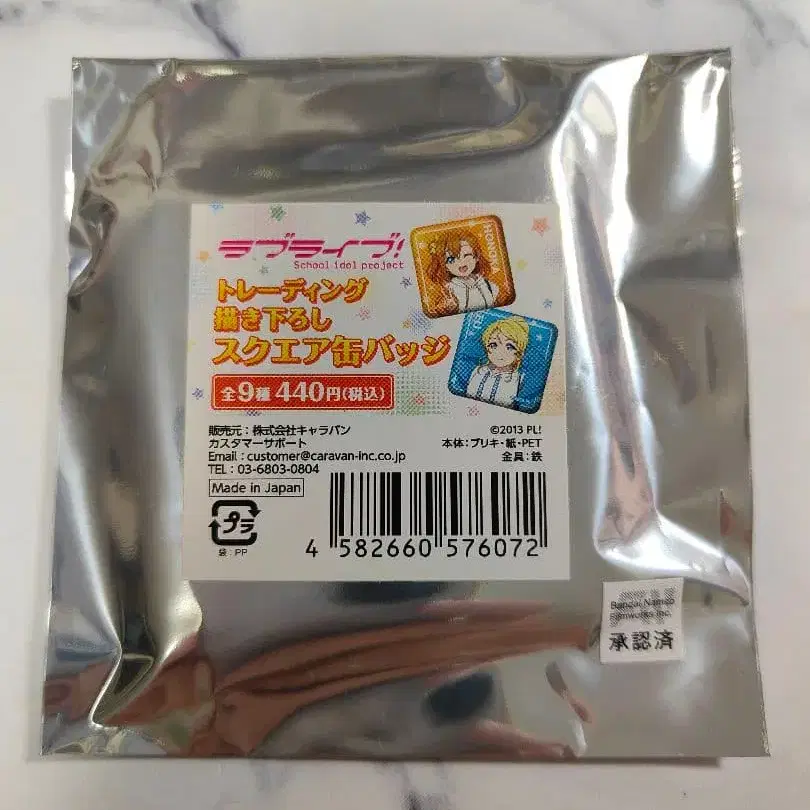 ラブライブ!
School idol project
トレーディング
描き下ろし
スクエア缶バッジ
全9種 440円(税込)
HONOKA
販売元：株式会社キャラバン
カスタマーサポート
Email：customer@caravan-inc.co.jp
TEL：03-6803-0804
©2013 PL!
本体：ブリキ・紙・PET
金具：鉄
Made in Japan
プラ
袋：PP
4 582660 576072
Bandai Namco
Filmworks Inc.
承認済